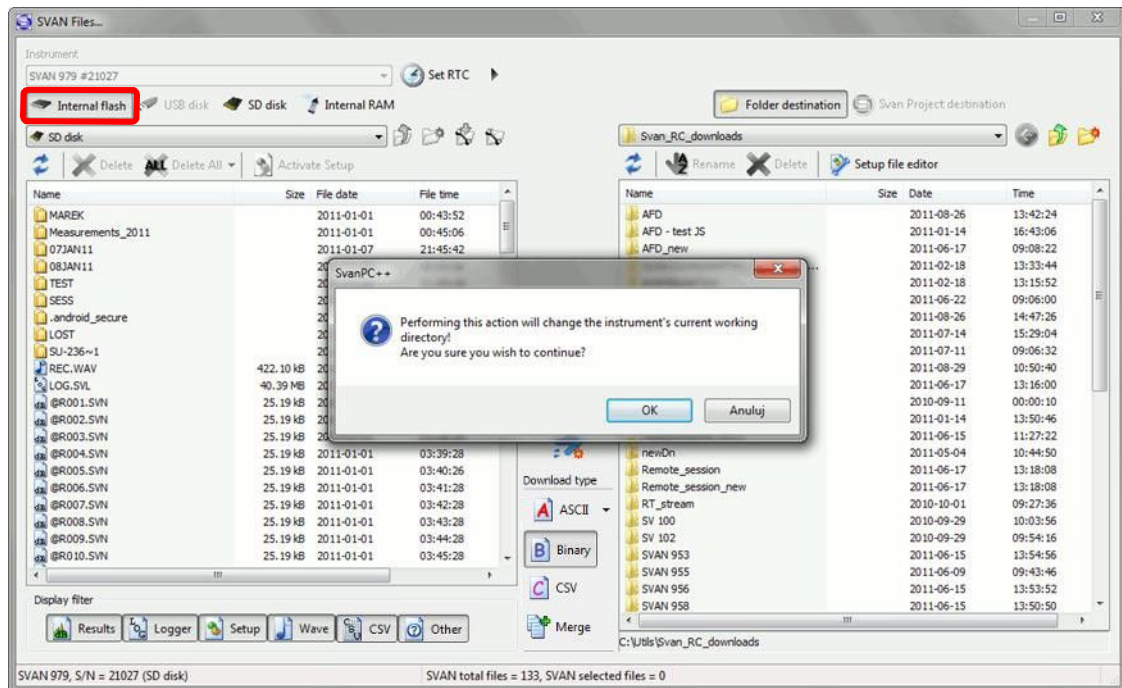 SVAN Files...
Instrument
SVAN 979 #21027
Set RTC
Internal flash USB disk SD disk Internal RAM
Folder destination Svan Project destination
SD disk
Svan_RC_downloads
Delete ALL Delete All Activate Setup
Rename Delete Setup file editor
Name Size File date File time
Name Size Date Time
MAREK 2011-01-01 00:43:52
AFD 2011-08-26 13:42:24
Measurements_2011 2011-01-01 00:45:06
AFD - test JS 2011-01-14 16:43:06
07JAN11 2011-01-07 21:45:42
AFD_new 2011-06-17 09:08:22
08JAN11 20
2011-02-18 13:33:44
TEST 20
2011-02-18 13:15:52
SESS 20
2011-06-22 09:06:00
.android_secure 20
2011-08-26 14:47:26
LOST 20
2011-07-14 15:29:04
SU-236~1 20
2011-07-11 09:06:32
REC.WAV 422.10 kB 20
2011-08-29 10:50:40
LOG.SVL 40.39 MB 20
2011-06-17 13:16:00
@R001.SVN 25.19 kB 20
2010-09-11 00:00:10
@R002.SVN 25.19 kB 20
2011-01-14 13:50:46
@R003.SVN 25.19 kB 20
2011-06-15 11:27:22
@R004.SVN 25.19 kB 2011-01-01 03:39:28
newDn 2011-05-04 10:44:50
@R005.SVN 25.19 kB 2011-01-01 03:40:26
Remote_session 2011-06-17 13:18:08
@R006.SVN 25.19 kB 2011-01-01 03:41:28
Remote_session_new 2011-06-17 13:18:08
@R007.SVN 25.19 kB 2011-01-01 03:42:28
RT_stream 2010-10-01 09:27:36
@R008.SVN 25.19 kB 2011-01-01 03:43:28
SV 100 2010-09-29 10:03:56
@R009.SVN 25.19 kB 2011-01-01 03:44:28
SV 102 2010-09-29 09:54:16
@R010.SVN 25.19 kB 2011-01-01 03:45:28
SVAN 953 2011-06-15 13:54:56
SVAN 955 2011-06-09 09:43:46
SVAN 956 2011-06-15 13:53:52
SVAN 958 2011-06-15 13:50:50
SvanPC++
Performing this action will change the instrument's current working
directory!
Are you sure you wish to continue?
OK Anuluj
Download type
ASCII
Binary
CSV
Merge
Display filter
Results Logger Setup Wave CSV Other
C:\Utils\Svan_RC_downloads
SVAN 979, S/N = 21027 (SD disk) SVAN total files = 133, SVAN selected files = 0